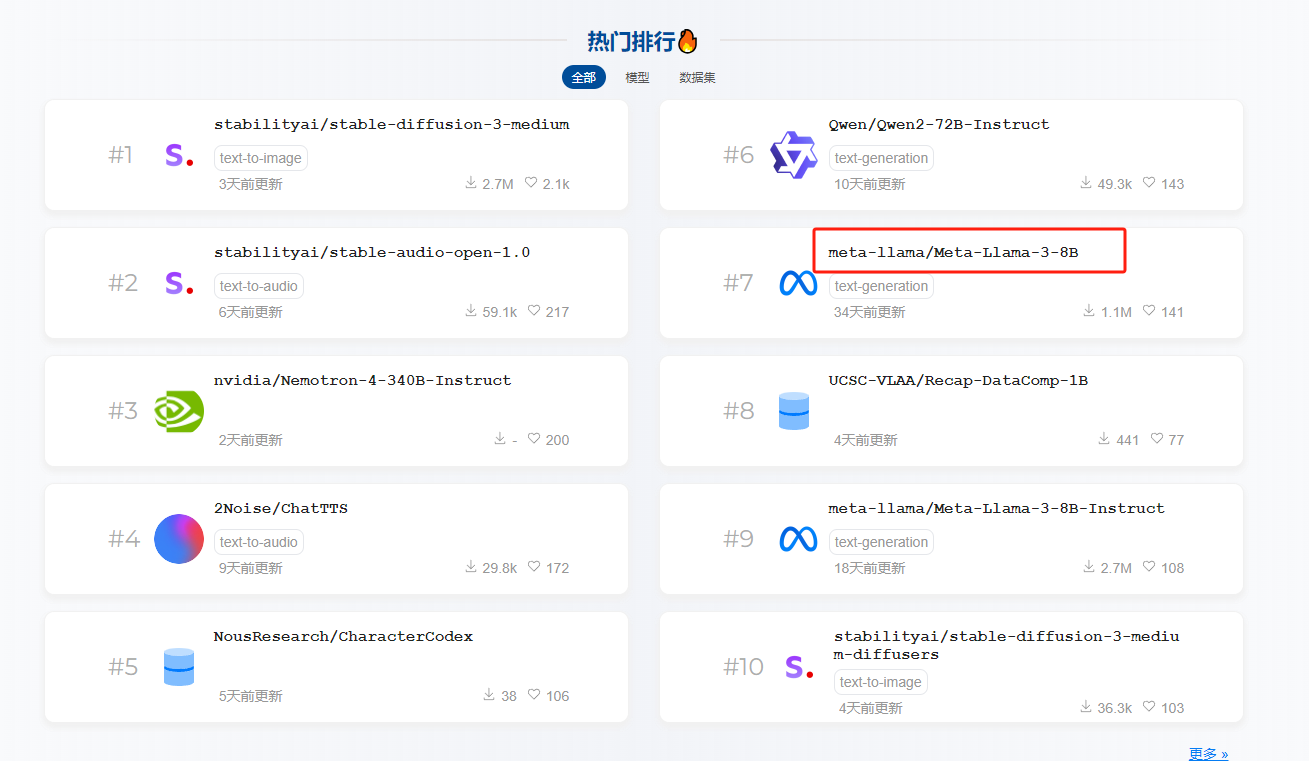 热门排行🔥
全部 模型 数据集
#1
stabilityai/stable-diffusion-3-medium
text-to-image
3天前更新 2.7M 2.1k
#2
stabilityai/stable-audio-open-1.0
text-to-audio
6天前更新 59.1k 217
#3
nvidia/Nemotron-4-340B-Instruct
2天前更新 - 200
#4
2Noise/ChatTTS
text-to-audio
9天前更新 29.8k 172
#5
NousResearch/CharacterCodex
5天前更新 38 106
#6
Qwen/Qwen2-72B-Instruct
text-generation
10天前更新 49.3k 143
#7
meta-llama/Meta-Llama-3-8B
text-generation
34天前更新 1.1M 141
#8
UCSC-VLAA/Recap-DataComp-1B
4天前更新 441 77
#9
meta-llama/Meta-Llama-3-8B-Instruct
text-generation
18天前更新 2.7M 108
#10
stabilityai/stable-diffusion-3-mediu
m-diffusers
text-to-image
4天前更新 36.3k 103
更多 »